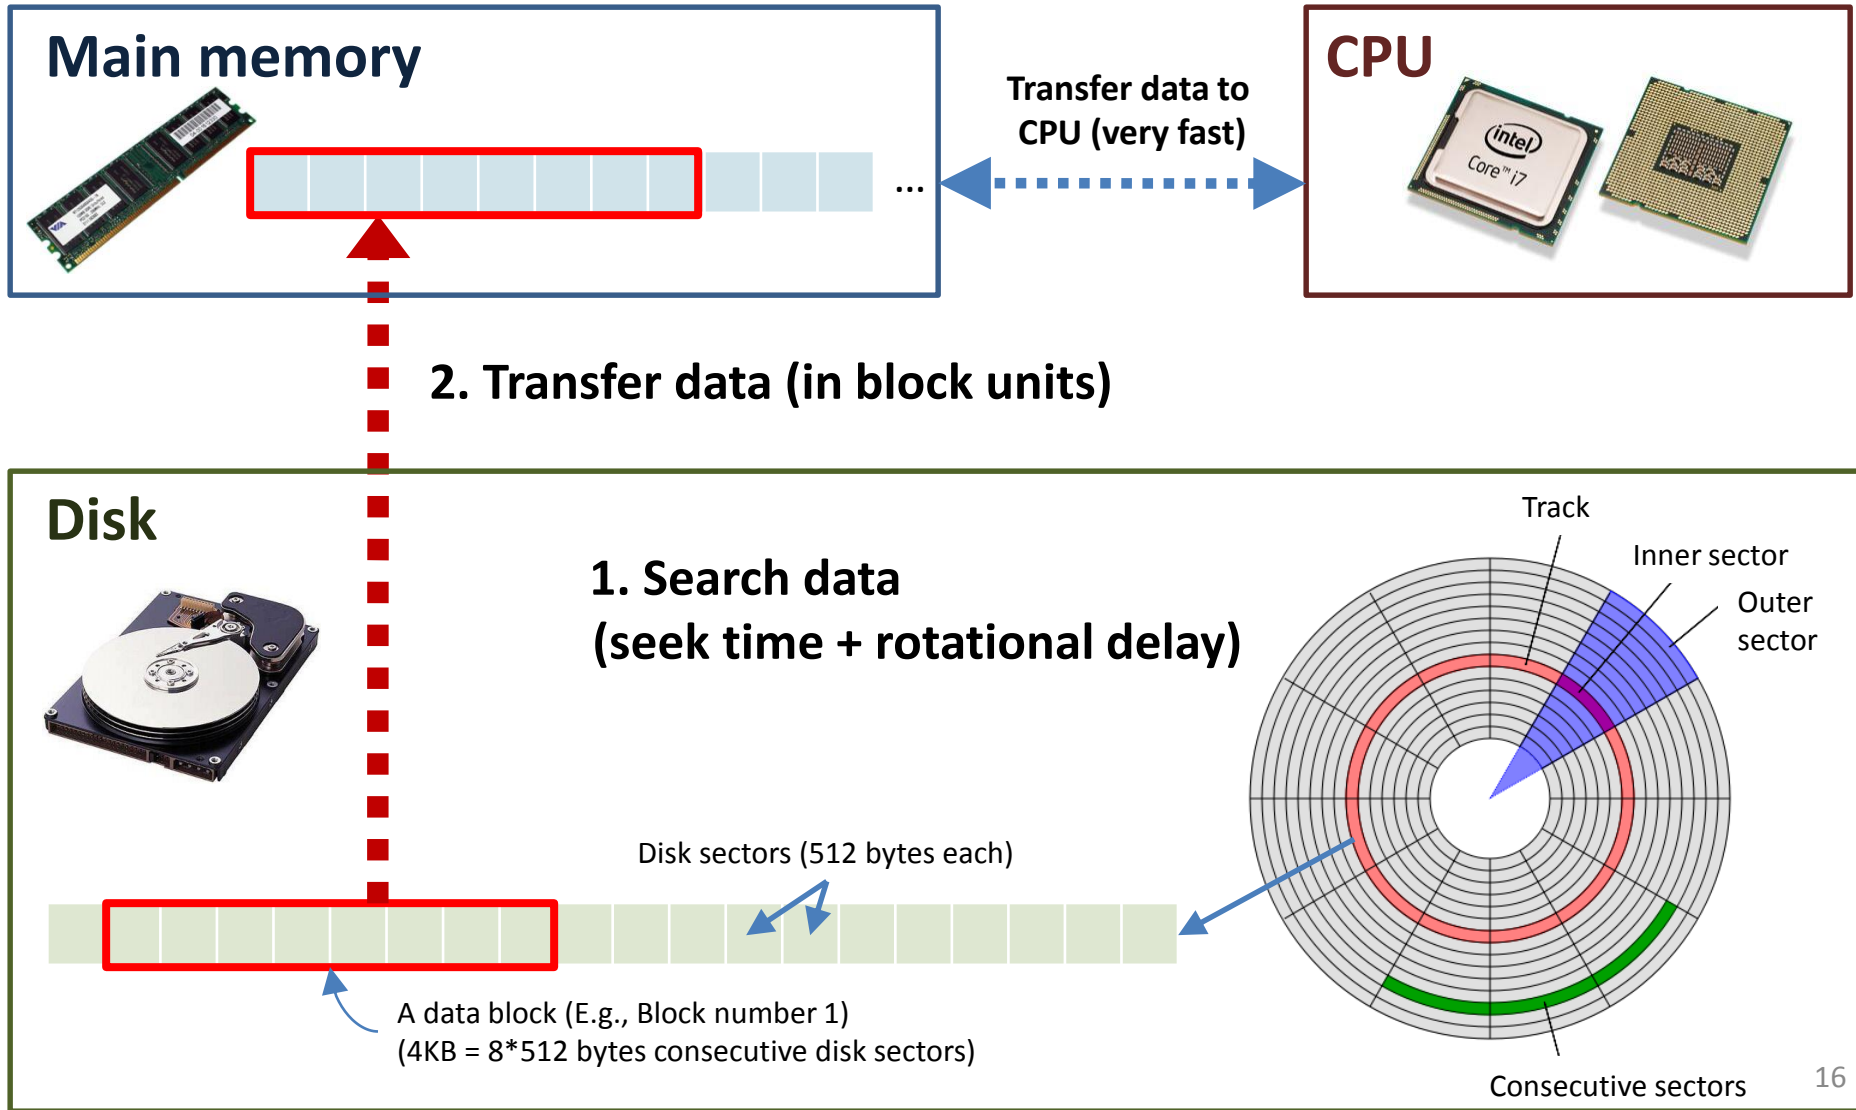 Main memory
CPU
Transfer data to
CPU (very fast)
intel
Core™ i7
...
2. Transfer data (in block units)
Disk
1. Search data
(seek time + rotational delay)
Track
Inner sector
Outer
sector
Disk sectors (512 bytes each)
A data block (E.g., Block number 1)
(4KB = 8*512 bytes consecutive disk sectors)
Consecutive sectors
16